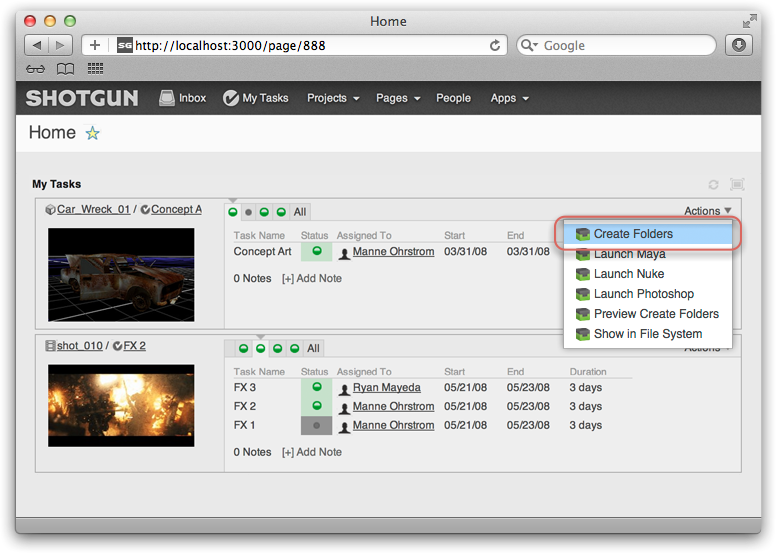 Home
SG http://localhost:3000/page/888
Google
SHOTGUN Inbox My Tasks Projects Pages People Apps
Home
My Tasks
Car_Wreck_01 / Concept A
All
Actions
Task Name Status Assigned To Start End
Concept Art Manne Ohrstrom 03/31/08 03/31/08
0 Notes [+] Add Note
Create Folders
Launch Maya
Launch Nuke
Launch Photoshop
Preview Create Folders
Show in File System
shot_010 / FX 2
All
Actions
Task Name Status Assigned To Start End Duration
FX 3 Ryan Mayeda 05/21/08 05/23/08 3 days
FX 2 Manne Ohrstrom 05/21/08 05/23/08 3 days
FX 1 Manne Ohrstrom 05/21/08 05/23/08 3 days
0 Notes [+] Add Note